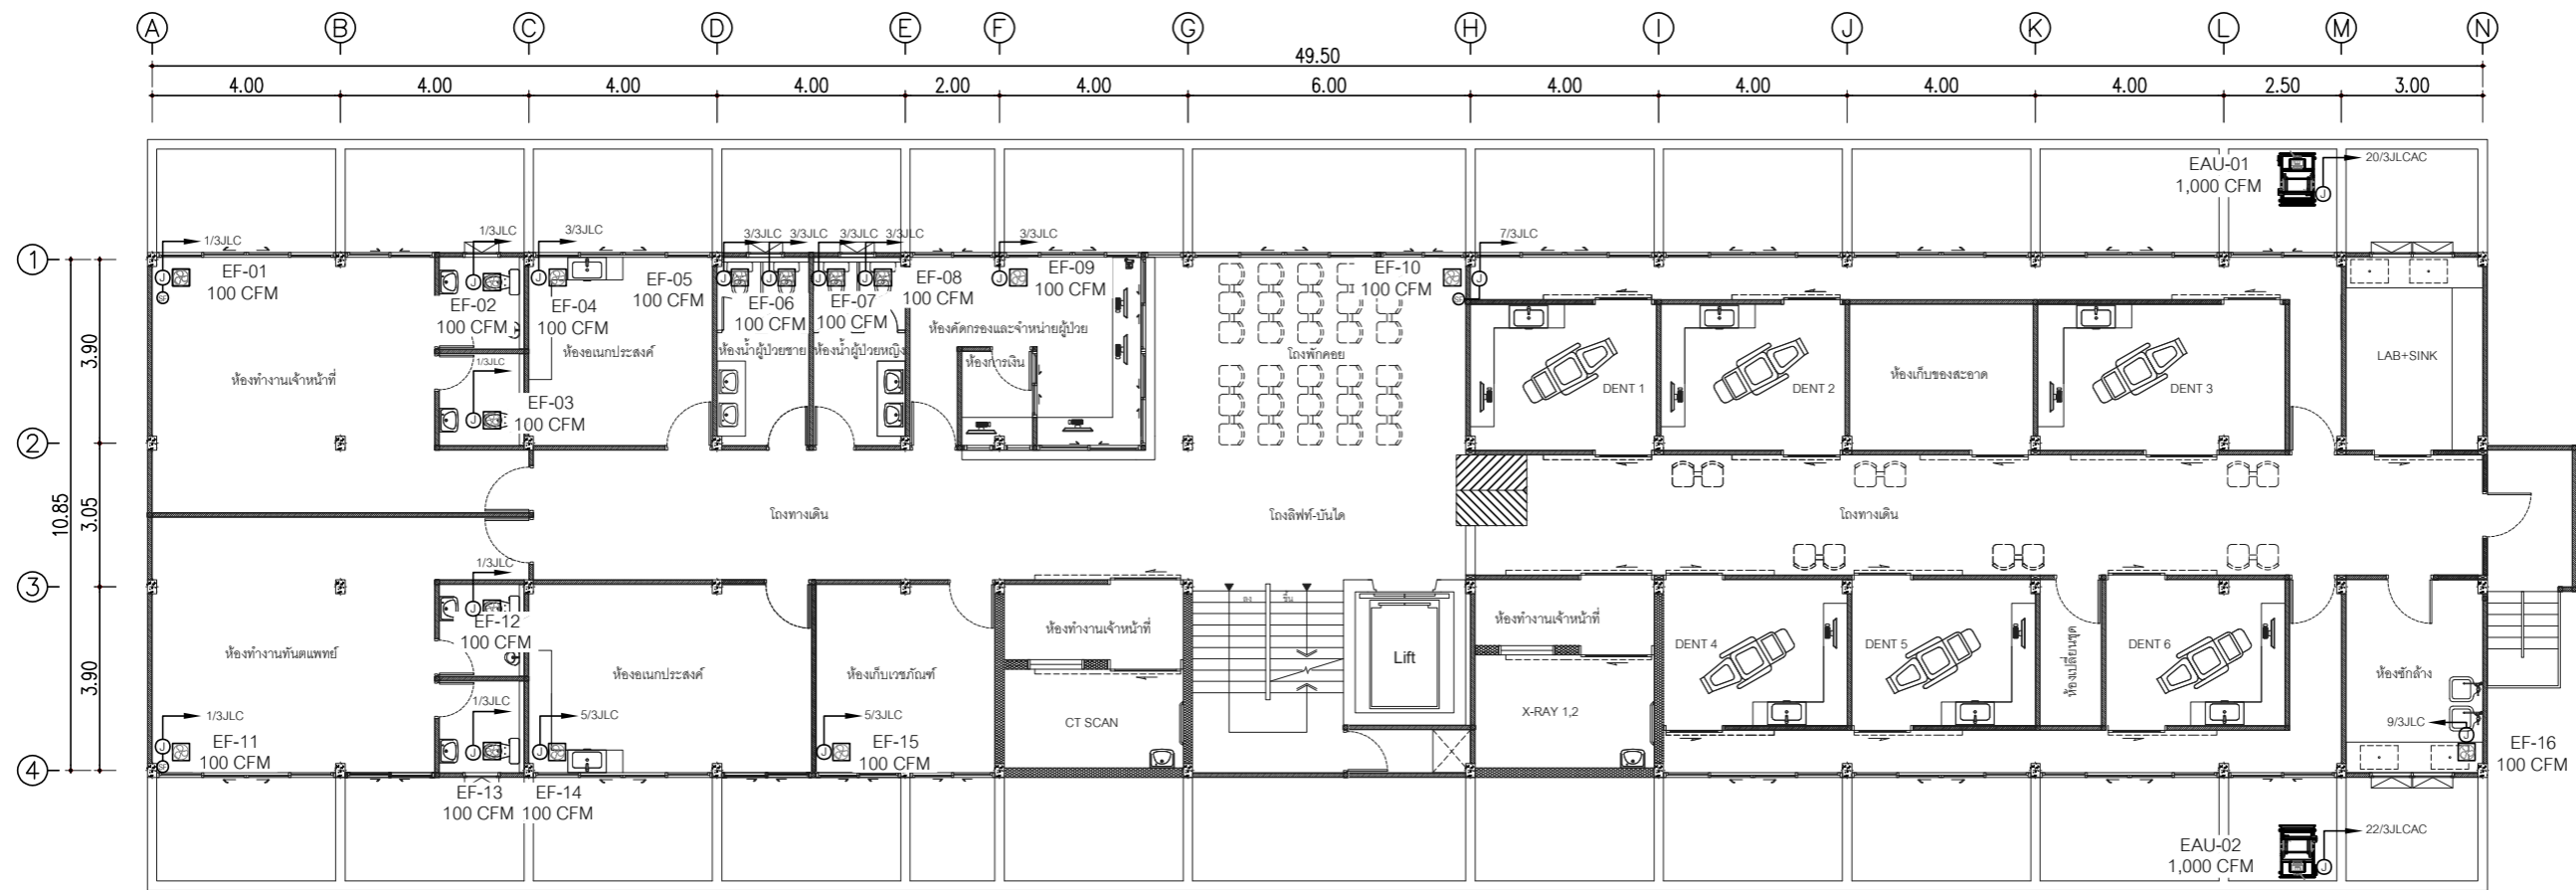 A B C D E F G H I J K L M N
49.50
4.00 4.00 4.00 4.00 2.00 4.00 6.00 4.00 4.00 4.00 4.00 2.50 3.00
EAU-01
1,000 CFM
20/3JLCAC
J
1/3JLC 1/3JLC 3/3JLC 3/3JLC 3/3JLC 3/3JLC 3/3JLC 3/3JLC 7/3JLC
1
J J J J J J J J J
SF SF
EF-01
100 CFM
EF-02
100 CFM
EF-04
100 CFM
EF-05
100 CFM
EF-06
100 CFM
EF-07
100 CFM
EF-08
100 CFM
EF-09
100 CFM
EF-10
100 CFM
3.90
ห้องทำงานเจ้าหน้าที่
1/3JLC
J
EF-03
100 CFM
ห้องอเนกประสงค์
ห้องน้ำผู้ป่วยชาย
ห้องน้ำผู้ป่วยหญิง
ห้องคัดกรองและจำหน่ายผู้ป่วย
ห้องการเงิน
โถงพักคอย
DENT 1
DENT 2
ห้องเก็บของสะอาด
DENT 3
LAB+SINK
2
10.85
3.05
โถงทางเดิน
โถงลิฟท์-บันได
โถงทางเดิน
3
1/3JLC
J
EF-12
100 CFM
ลง ขึ้น
Lift
ห้องทำงานเจ้าหน้าที่
ห้องทำงานเจ้าหน้าที่
3.90
ห้องทำงานทันตแพทย์
ห้องอเนกประสงค์
ห้องเก็บเวชภัณฑ์
CT SCAN
X-RAY 1,2
DENT 4
DENT 5
ห้องเปลี่ยนชุด
DENT 6
ห้องซักล้าง
1/3JLC 1/3JLC 5/3JLC 5/3JLC 9/3JLC
J J J J J
SF
4
EF-11
100 CFM
EF-15
100 CFM
EF-16
100 CFM
EF-13
100 CFM
EF-14
100 CFM
EAU-02
1,000 CFM
22/3JLCAC
J